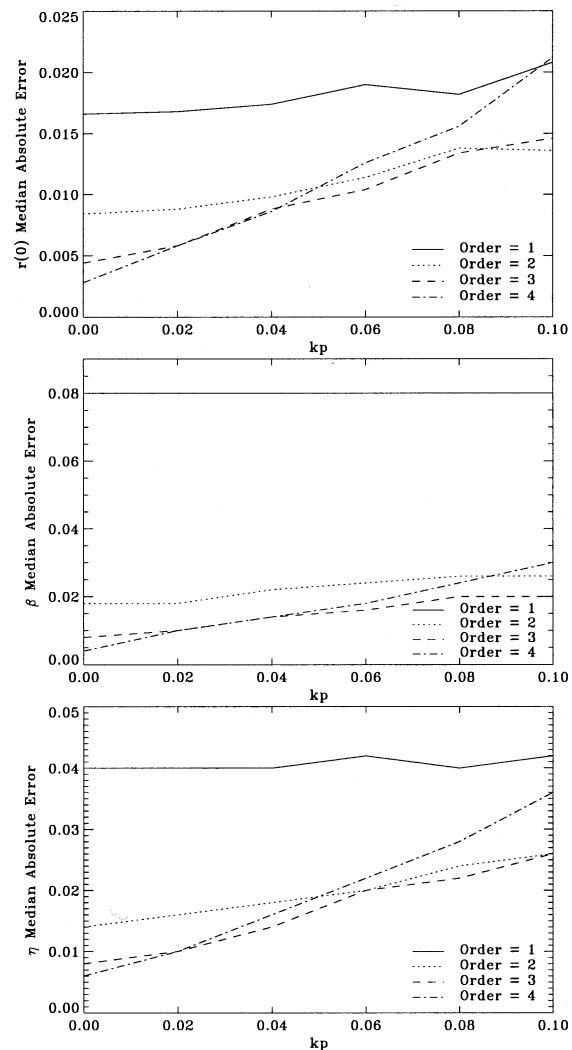 r(0) Median Absolute Error
0.025
0.020
0.015
0.010
0.005
0.000
Order = 1
Order = 2
Order = 3
Order = 4
0.00 0.02 0.04 0.06 0.08 0.10
kp
β Median Absolute Error
0.08
0.06
0.04
0.02
0.00
Order = 1
Order = 2
Order = 3
Order = 4
0.00 0.02 0.04 0.06 0.08 0.10
kp
η Median Absolute Error
0.05
0.04
0.03
0.02
0.01
0.00
Order = 1
Order = 2
Order = 3
Order = 4
0.00 0.02 0.04 0.06 0.08 0.10
kp